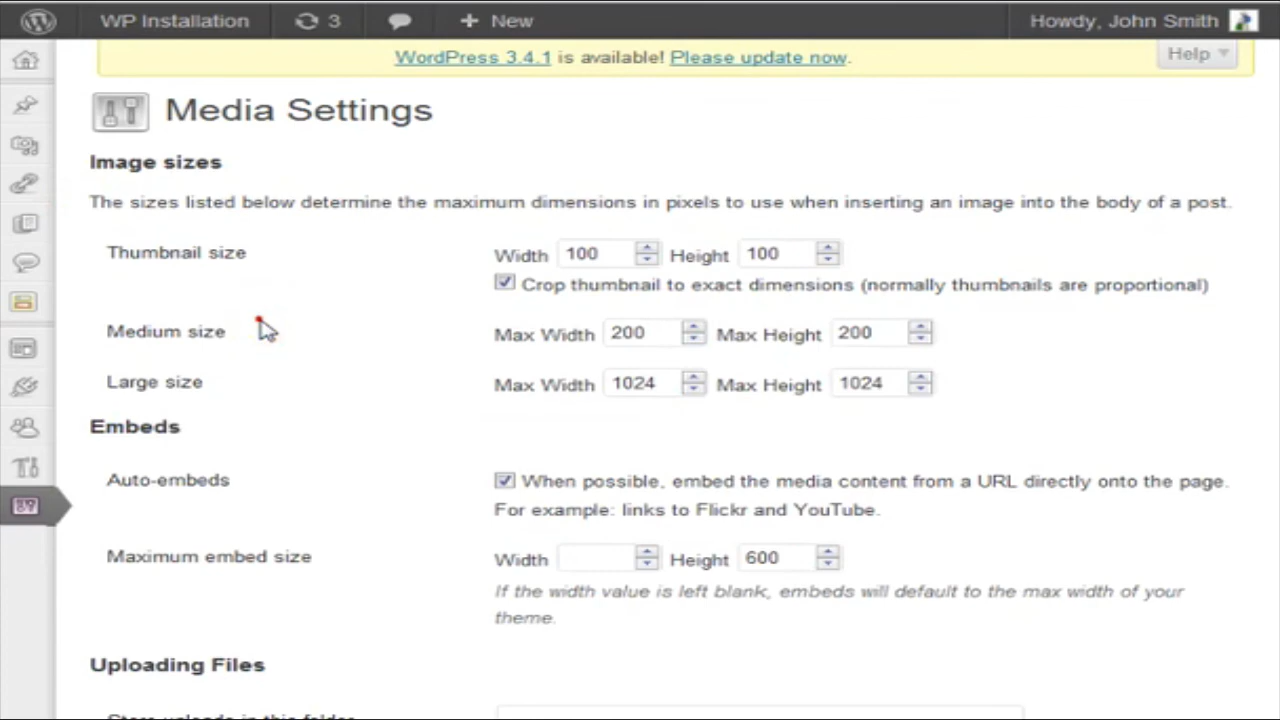 WP Installation 3 New Howdy, John Smith
WordPress 3.4.1 is available! Please update now. Help
Media Settings
Image sizes
The sizes listed below determine the maximum dimensions in pixels to use when inserting an image into the body of a post.
Thumbnail size Width 100 Height 100
Crop thumbnail to exact dimensions (normally thumbnails are proportional)
Medium size Max Width 200 Max Height 200
Large size Max Width 1024 Max Height 1024
Embeds
Auto-embeds When possible, embed the media content from a URL directly onto the page.
For example: links to Flickr and YouTube.
Maximum embed size Width Height 600
If the width value is left blank, embeds will default to the max width of your
theme.
Uploading Files
Store uploads in this folder